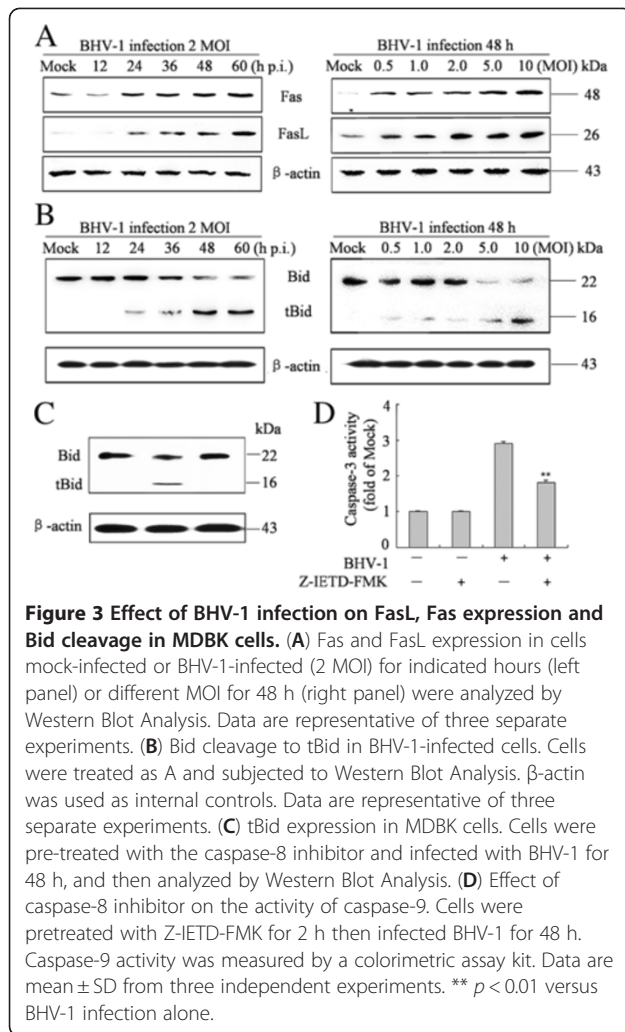 A
BHV-1 infection 2 MOI
BHV-1 infection 48 h
Mock 12 24 36 48 60 (h p.i.)
Mock 0.5 1.0 2.0 5.0 10 (MOI) kDa
Fas
48
FasL
26
β-actin
43
B
BHV-1 infection 2 MOI
BHV-1 infection 48 h
Mock 12 24 36 48 60 (h p.i.)
Mock 0.5 1.0 2.0 5.0 10 (MOI) kDa
Bid
22
tBid
16
β-actin
43
C
kDa
Bid
22
tBid
16
β-actin
43
D
Caspase-3 activity
(fold of Mock)
4
3
2
1
0
**
BHV-1 — — + +
Z-IETD-FMK — + — +
Figure 3 Effect of BHV-1 infection on FasL, Fas expression and
Bid cleavage in MDBK cells. (A) Fas and FasL expression in cells
mock-infected or BHV-1-infected (2 MOI) for indicated hours (left
panel) or different MOI for 48 h (right panel) were analyzed by
Western Blot Analysis. Data are representative of three separate
experiments. (B) Bid cleavage to tBid in BHV-1-infected cells. Cells
were treated as A and subjected to Western Blot Analysis. β-actin
was used as internal controls. Data are representative of three
separate experiments. (C) tBid expression in MDBK cells. Cells were
pre-treated with the caspase-8 inhibitor and infected with BHV-1 for
48 h, and then analyzed by Western Blot Analysis. (D) Effect of
caspase-8 inhibitor on the activity of caspase-9. Cells were
pretreated with Z-IETD-FMK for 2 h then infected BHV-1 for 48 h.
Caspase-9 activity was measured by a colorimetric assay kit. Data are
mean ± SD from three independent experiments. ** p < 0.01 versus
BHV-1 infection alone.